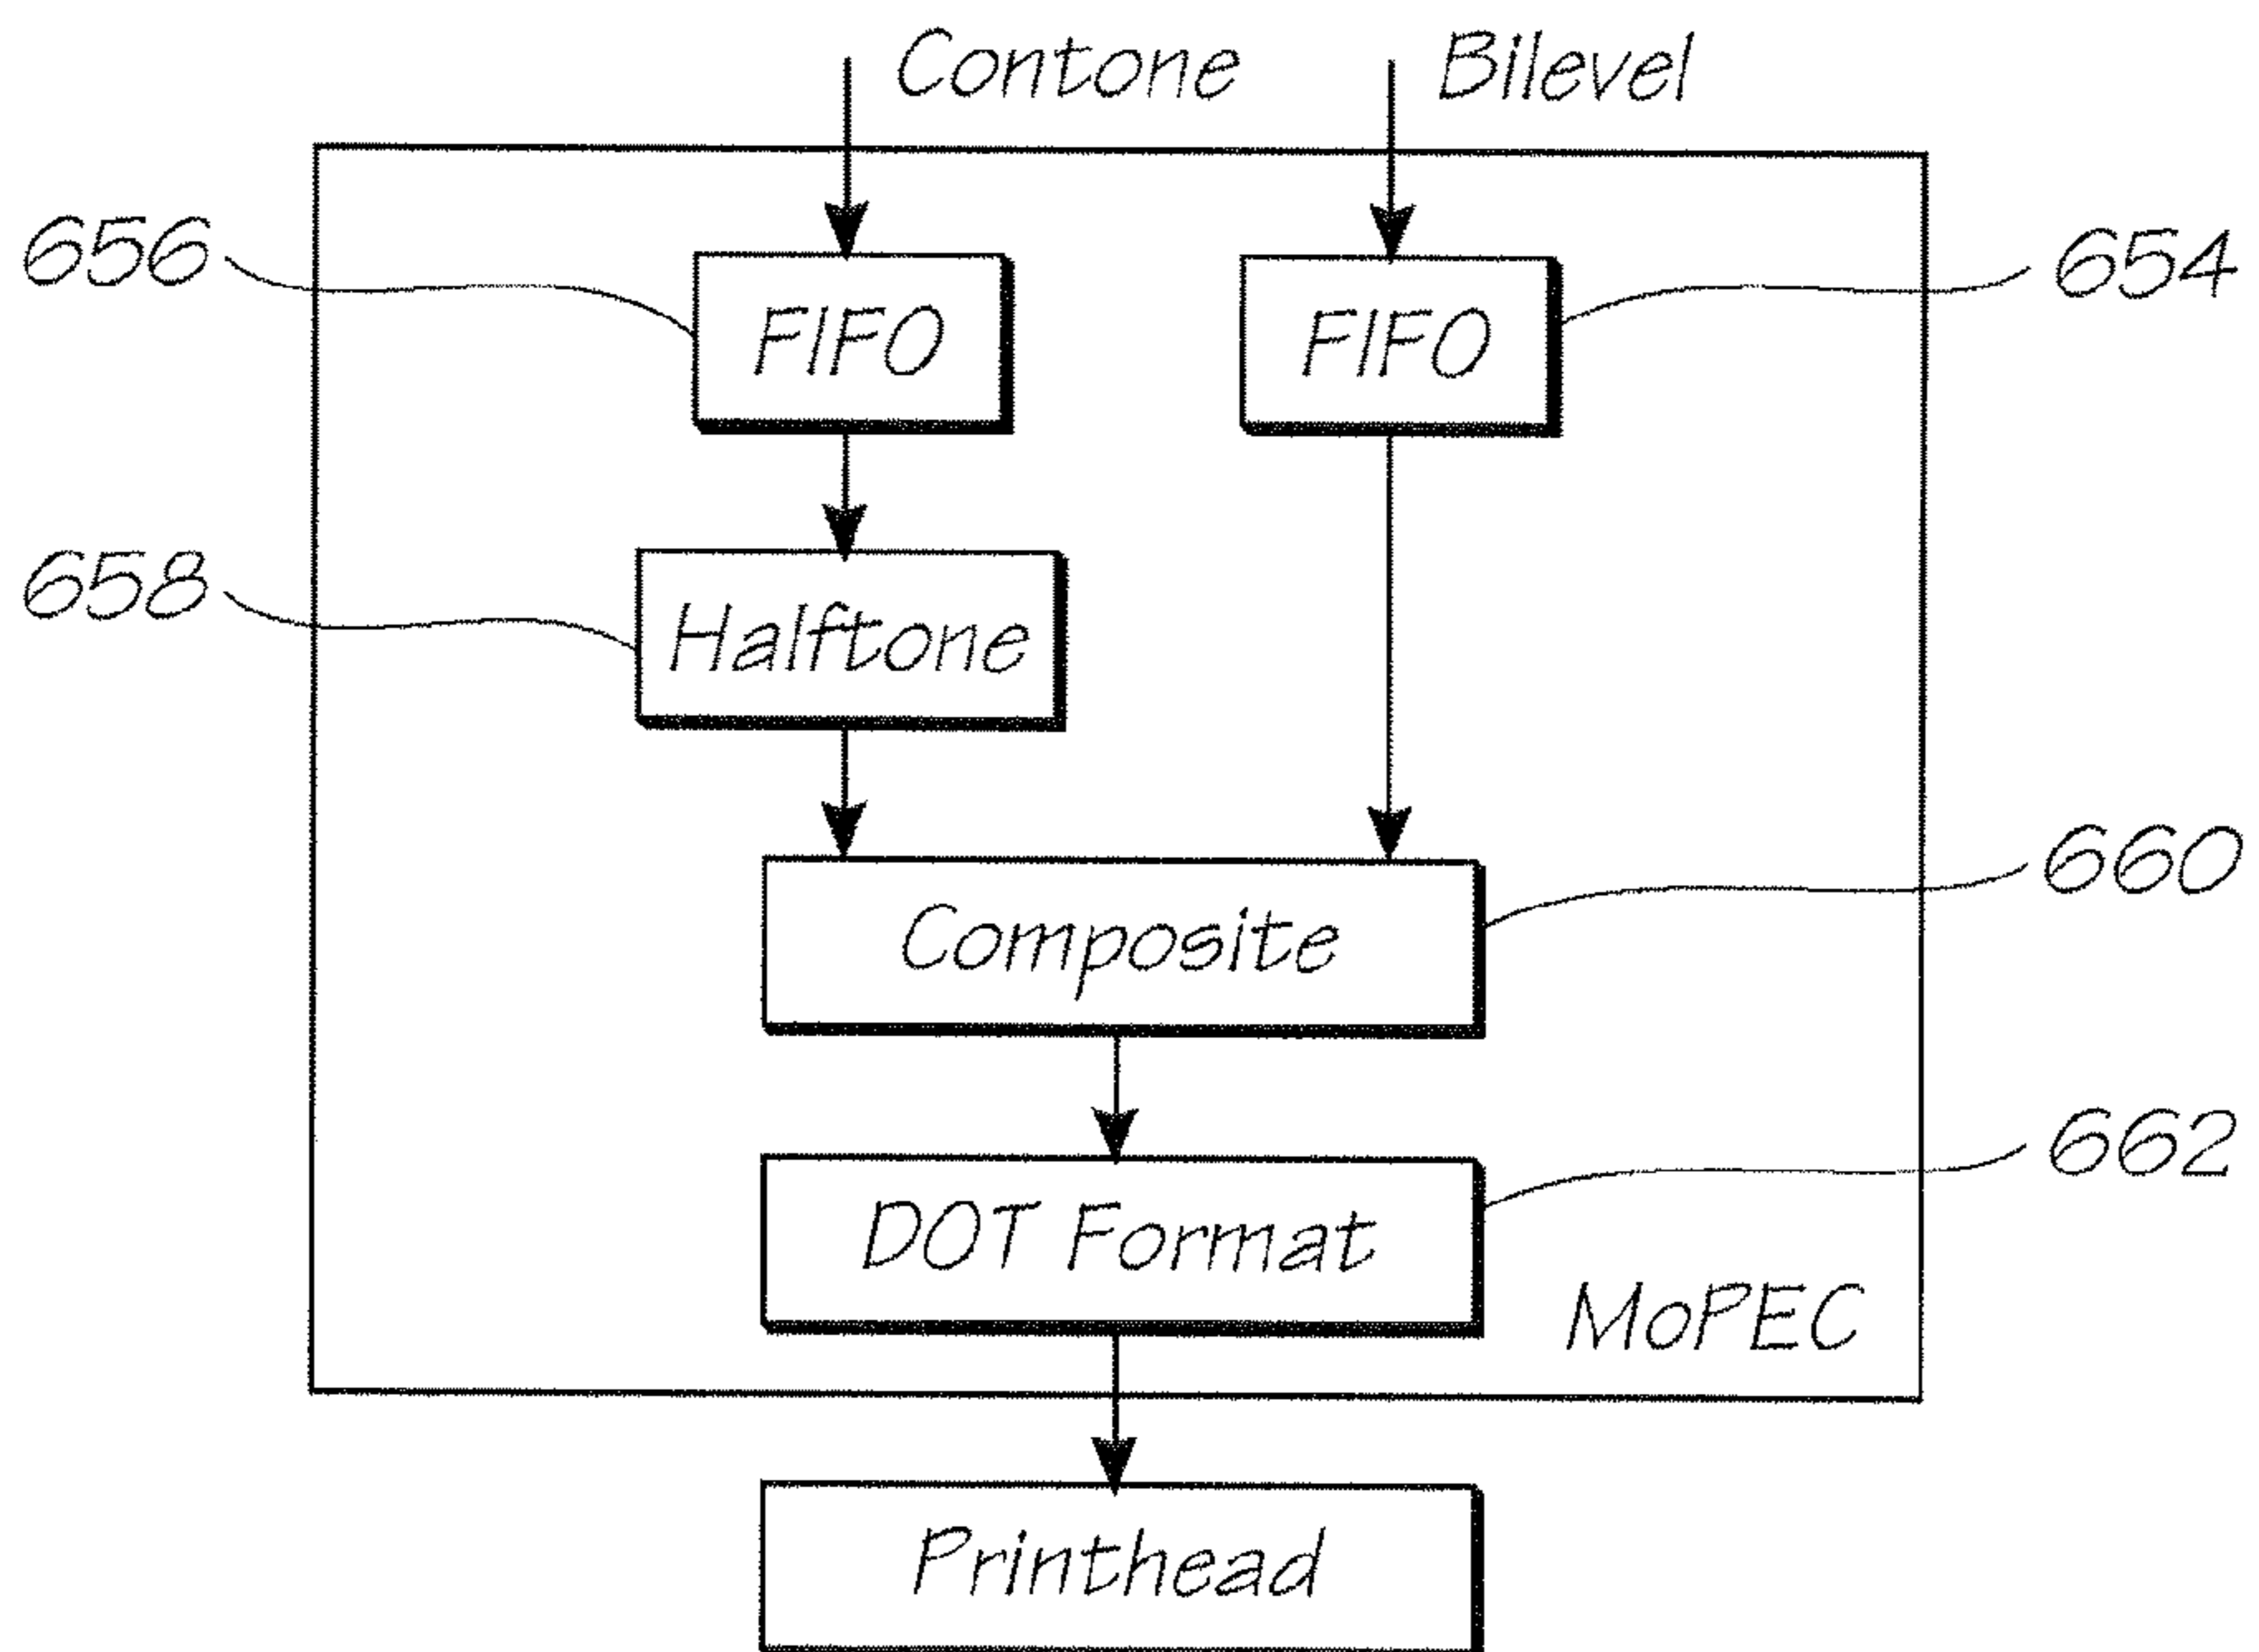 Contone
Bilevel
656
FIFO
FIFO
654
658
Halftone
Composite
660
DOT Format
662
MoPEC
Printhead